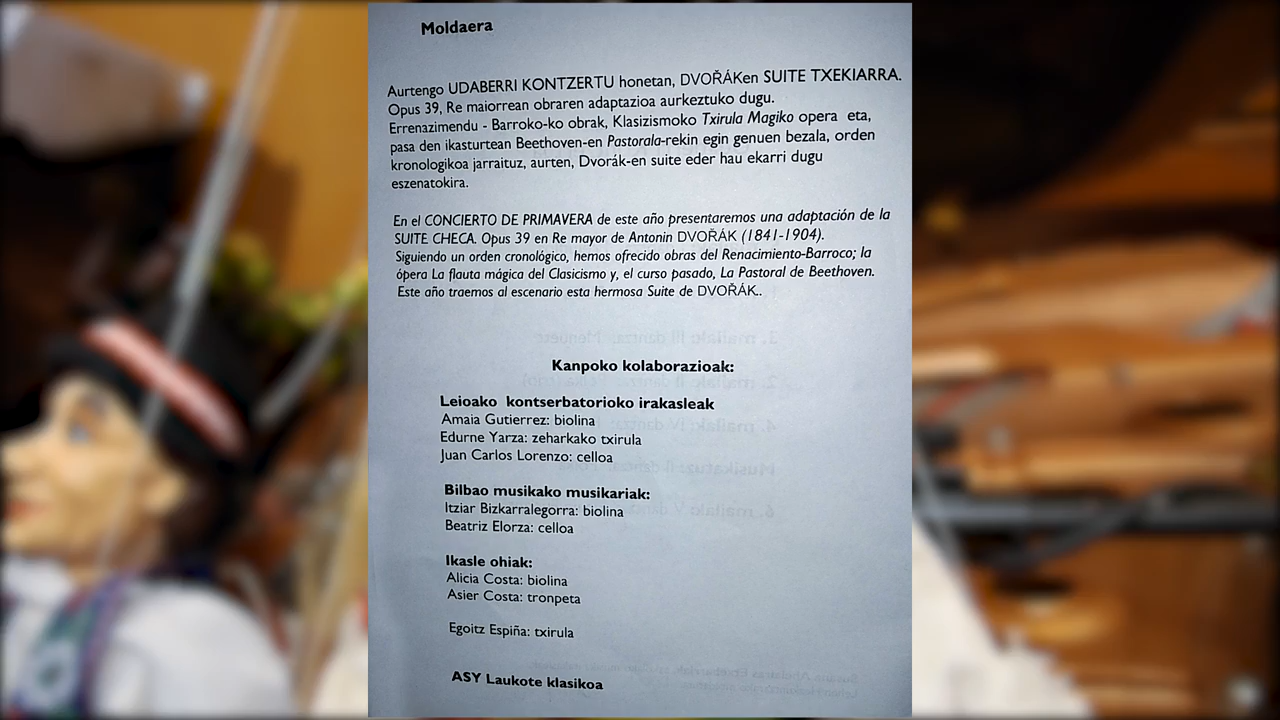 Moldaera
Aurtengo UDABERRI KONTZERTU honetan, DVOŘÁKen SUITE TXEKIARRA.
Opus 39, Re maiorrean obraren adaptazioa aurkeztuko dugu.
Errenazimendu - Barroko-ko obrak, Klasizismoko Txirula Magiko opera eta,
pasa den ikasturtean Beethoven-en Pastorala-rekin egin genuen bezala, orden
kronologikoa jarraituz, aurten, Dvorák-en suite eder hau ekarri dugu
eszenatokira.
En el CONCIERTO DE PRIMAVERA de este año presentaremos una adaptación de la
SUITE CHECA. Opus 39 en Re mayor de Antonin DVOŘÁK (1841-1904).
Siguiendo un orden cronológico, hemos ofrecido obras del Renacimiento-Barroco; la
ópera La flauta mágica del Clasicismo y, el curso pasado, La Pastoral de Beethoven.
Este año traemos al escenario esta hermosa Suite de DVOŘÁK..
Kanpoko kolaborazioak:
Leioako kontserbatorioko irakasleak
Amaia Gutierrez: biolina
Edurne Yarza: zeharkako txirula
Juan Carlos Lorenzo: celloa
Bilbao musikako musikariak:
Itziar Bizkarralegorra: biolina
Beatriz Elorza: celloa
Ikasle ohiak:
Alicia Costa: biolina
Asier Costa: tronpeta
Egoitz Espiña: txirula
ASY Laukote klasikoa